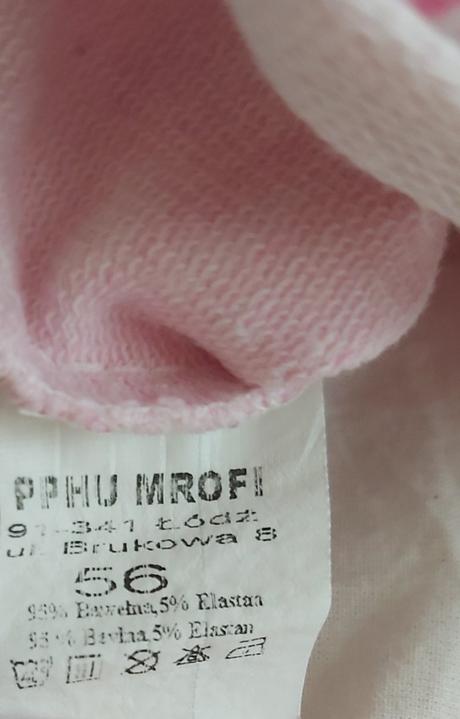 PPHU MROFI
91-341 Łódź
ul. Brukowa 8
56
95% Bawełna,5% Elastan
95 % Bavlna,5% Elastan